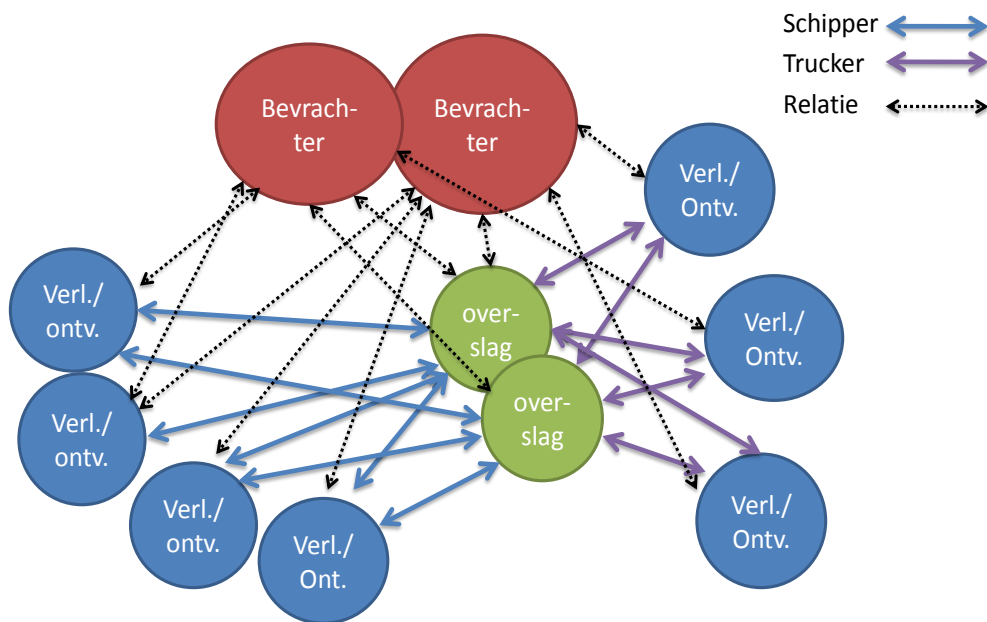 Schipper
Trucker
Relatie
Bevrach-
ter
Bevrach-
ter
Verl./
Ontv.
Verl./
ontv.
over-
slag
Verl./
Ontv.
Verl./
ontv.
over-
slag
Verl./
ontv.
Verl./
Ont.
Verl./
Ontv.